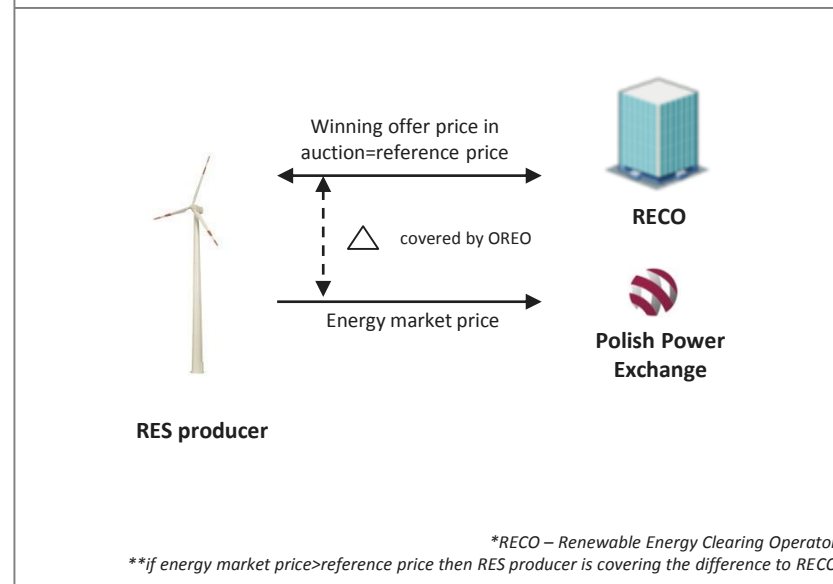 Winning offer price in
auction=reference price
RECO
covered by OREO
Energy market price
Polish Power
Exchange
RES producer
*RECO – Renewable Energy Clearing Operator
**if energy market price>reference price then RES producer is covering the difference to RECO